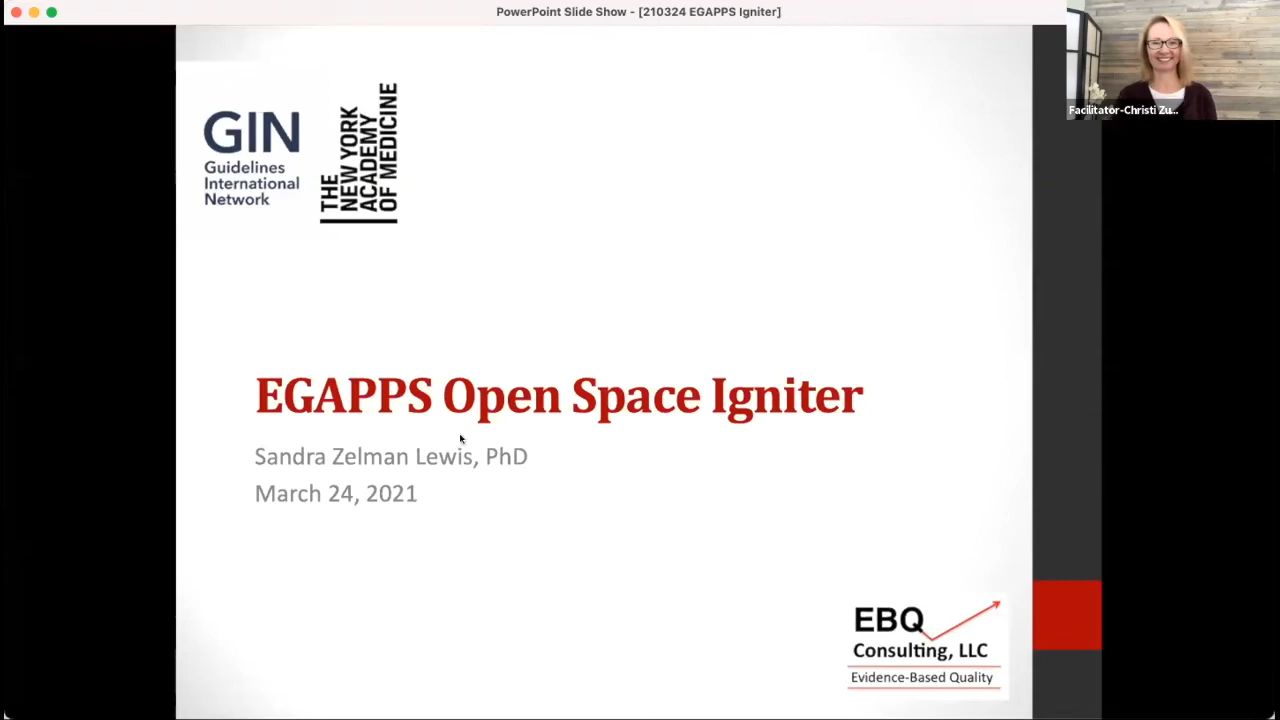 PowerPoint Slide Show - [210324 EGAPPS Igniter]
Facilitator-Christi Zu...
GIN
Guidelines
International
Network
THE
NEW YORK
ACADEMY
OF MEDICINE
EGAPPS Open Space Igniter
Sandra Zelman Lewis, PhD
March 24, 2021
EBQ
Consulting, LLC
Evidence-Based Quality